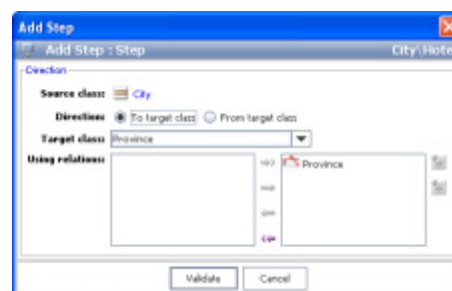 Add Step
Add Step : Step City\Hote
Direction
Source class: City
Direction: To target class From target class
Target class: Province
Using relations: Province
Validate Cancel